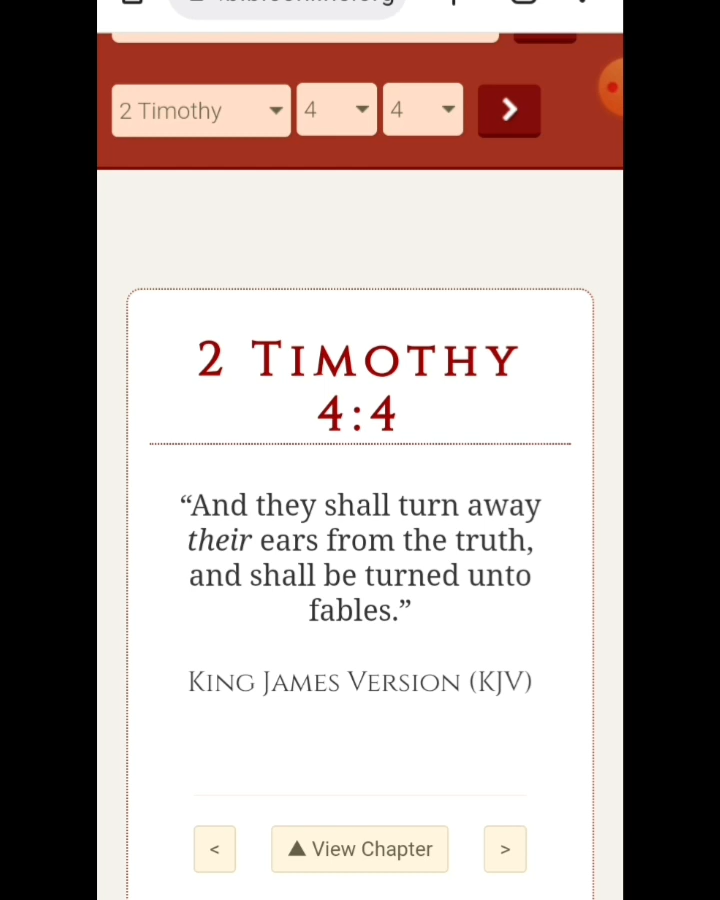 2 Timothy 4 4
2 TIMOTHY
4:4
“And they shall turn away
their ears from the truth,
and shall be turned unto
fables.”
KING JAMES VERSION (KJV)
< ▲ View Chapter >